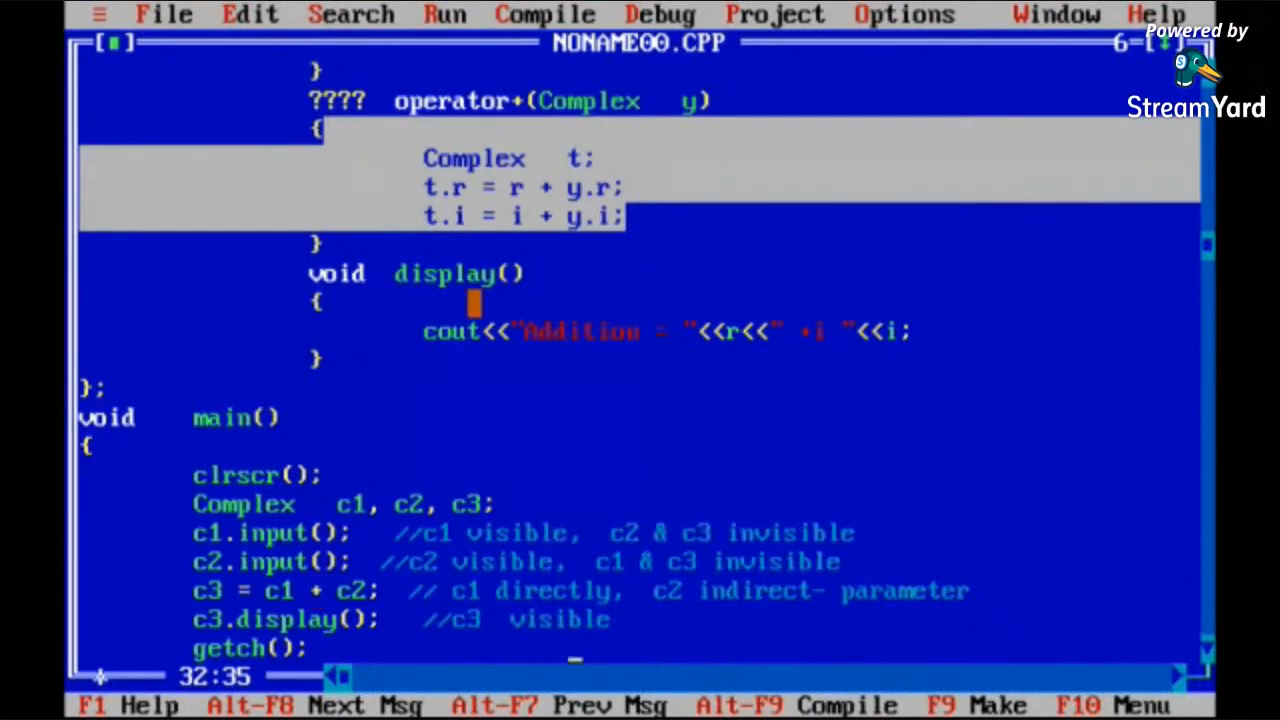 ≡ File Edit Search Run Compile Debug Project Options Window Help
Powered by
StreamYard
[■] NONAME00.CPP 6=[↕]
}
???? operator+(Complex y)
{
Complex t;
t.r = r + y.r;
t.i = i + y.i;
}
void display()
{
cout<<"Addition = "<<r<<" +i "<<i;
}
};
void main()
{
clrscr();
Complex c1, c2, c3;
c1.input(); //c1 visible, c2 & c3 invisible
c2.input(); //c2 visible, c1 & c3 invisible
c3 = c1 + c2; // c1 directly, c2 indirect- parameter
c3.display(); //c3 visible
getch();
32:35
F1 Help Alt-F8 Next Msg Alt-F7 Prev Msg Alt-F9 Compile F9 Make F10 Menu